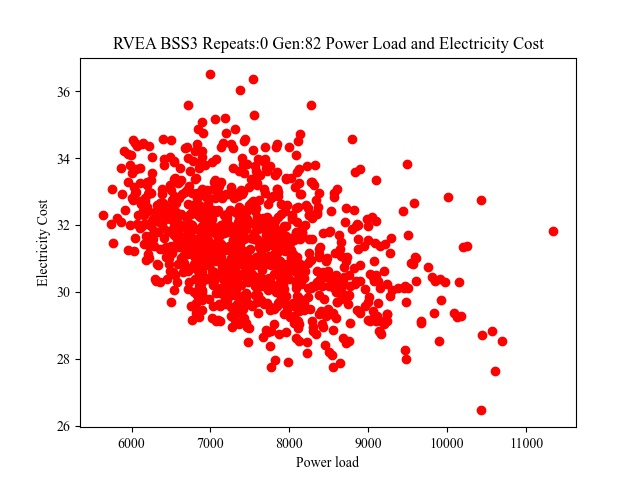 RVEA BSS3 Repeats:0 Gen:82 Power Load and Electricity Cost
36
34
32
30
28
26
Electricity Cost
6000 7000 8000 9000 10000 11000
Power load